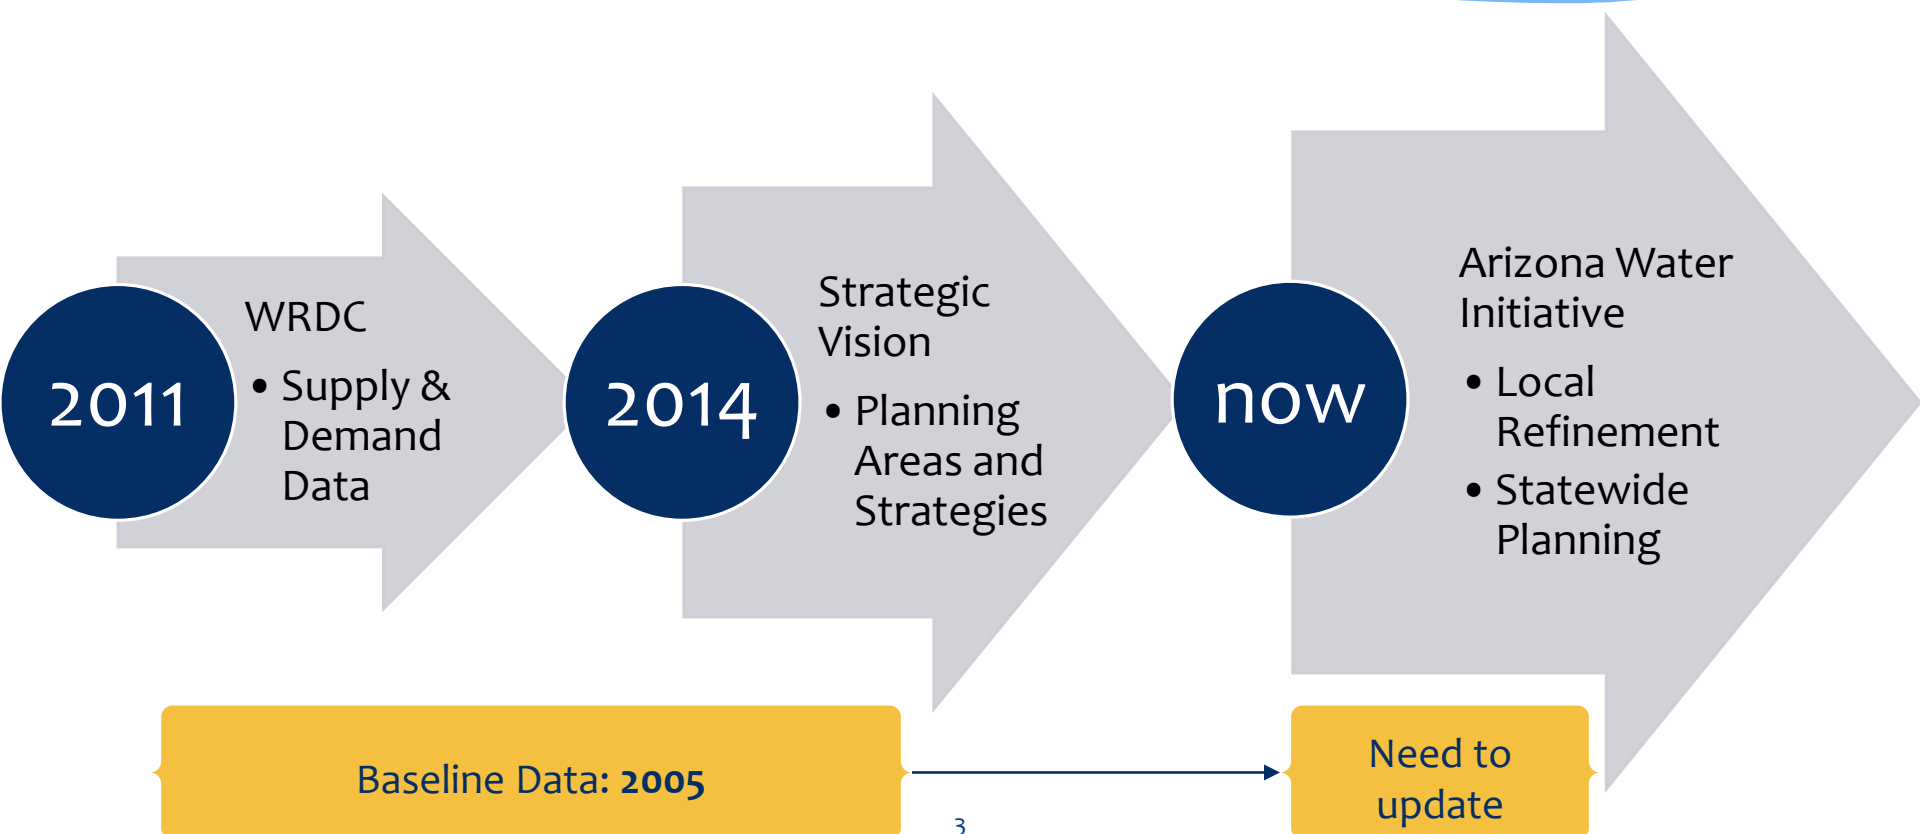 2011
WRDC
• Supply &
Demand
Data
2014
Strategic
Vision
• Planning
Areas and
Strategies
now
Arizona Water
Initiative
• Local
Refinement
• Statewide
Planning
Baseline Data: 2005
Need to
update
3